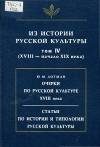 ИЗ ИСТОРИИ
РУССКОЙ КУЛЬТУРЫ
ТОМ IV
(XVIII — начало XIX века)
Ю. М. ЛОТМАН
ОЧЕРКИ
ПО РУССКОЙ КУЛЬТУРЕ
XVIII века
СТАТЬИ
ПО ИСТОРИИ И ТИПОЛОГИИ
РУССКОЙ КУЛЬТУРЫ